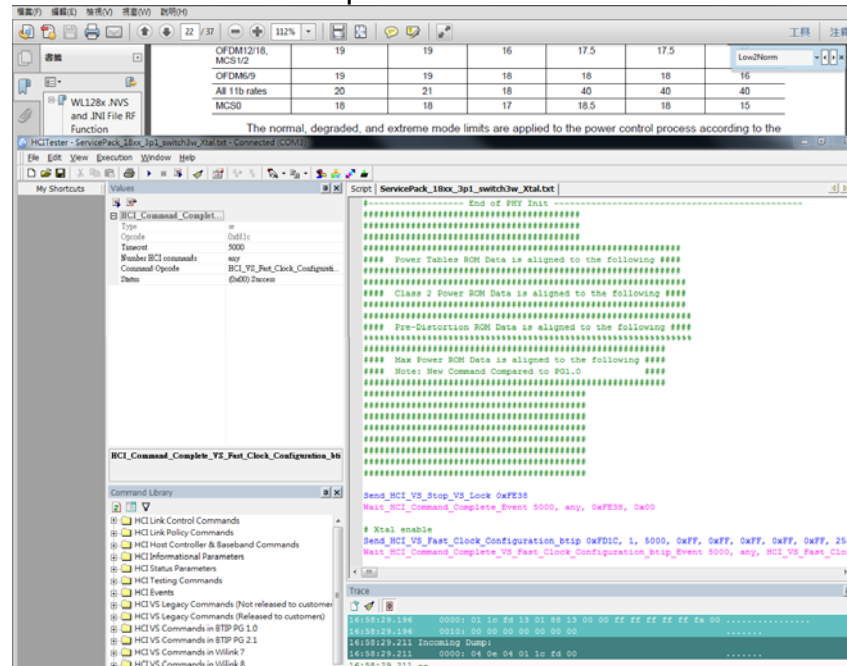 檔案(F) 編輯(E) 檢視(V) 視窗(W) 說明(H)
22 / 37 112% 工具
書籤
WL128x .NVS
and .INI File RF
Function
OFDM12/18, MCS1/2 19 19 16 17.5 17.5
OFDM6/9 19 19 18 18 18 16
All 11b rates 20 21 18 40 40 40
MCS0 18 18 17 18.5 18 15
Low2Norm
The normal, degraded, and extreme mode limits are applied to the power control process according to the
HCITester - ServicePack_18xx_3p1_switch3w_Xtal.txt - Connected (COM3)
File Edit View Execution Window Help
My Shortcuts
Values
HCI_Command_Complet...
Type se
Opcode 0xfd1c
Timeout 5000
Number HCI commands any
Command Opcode HCI_VS_Fast_Clock_Configurati...
Status (0x00) Success
HCI_Command_Complete_VS_Fast_Clock_Configuration_bti
Command Library
HCI Link Control Commands
HCI Link Policy Commands
HCI Host Controller & Baseband Commands
HCI Informational Parameters
HCI Status Parameters
HCI Testing Commands
HCI Events
HCI VS Legacy Commands (Not released to customer
HCI VS Legacy Commands (Released to customers)
HCI VS Commands in BTIP PG 1.0
HCI VS Commands in BTIP PG 2.1
HCI VS Commands in Wilink 7
HCI VS Commands in Wilink 8
Script ServicePack_18xx_3p1_switch3w_Xtal.txt
#------------------ End of PHY Init ------------------------------------------------
#### Power Tables ROM Data is aligned to the following ####
#### Class 2 Power ROM Data is aligned to the following ####
#### Pre-Distortion ROM Data is aligned to the following ####
#### Max Power ROM Data is aligned to the following ####
#### Note: New Command Compared to PG1.0 ####
Send_HCI_VS_Stop_VS_Lock 0xFE38
Wait_HCI_Command_Complete_Event 5000, any, 0xFE38, 0x00
# Xtal enable
Send_HCI_VS_Fast_Clock_Configuration_btip 0xFD1C, 1, 5000, 0xFF, 0xFF, 0xFF, 0xFF, 0xFF, 25
Wait_HCI_Command_Complete_VS_Fast_Clock_Configuration_btip_Event 5000, any, HCI_VS_Fast_Clo
Trace
16:58:29.196 0000: 01 1c fd 13 01 88 13 00 00 ff ff ff ff ff fa 00 ................
16:58:29.196 0010: 00 00 00 00 00 00 00 .......
16:58:29.211 Incoming Dump:
16:58:29.211 0000: 04 0e 04 01 1c fd 00 .......
16:58:29.211 ==